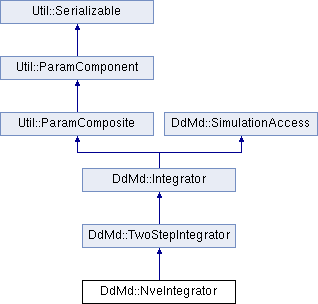 Util::Serializable
Util::ParamComponent
Util::ParamComposite
DdMd::SimulationAccess
DdMd::Integrator
DdMd::TwoStepIntegrator
DdMd::NveIntegrator